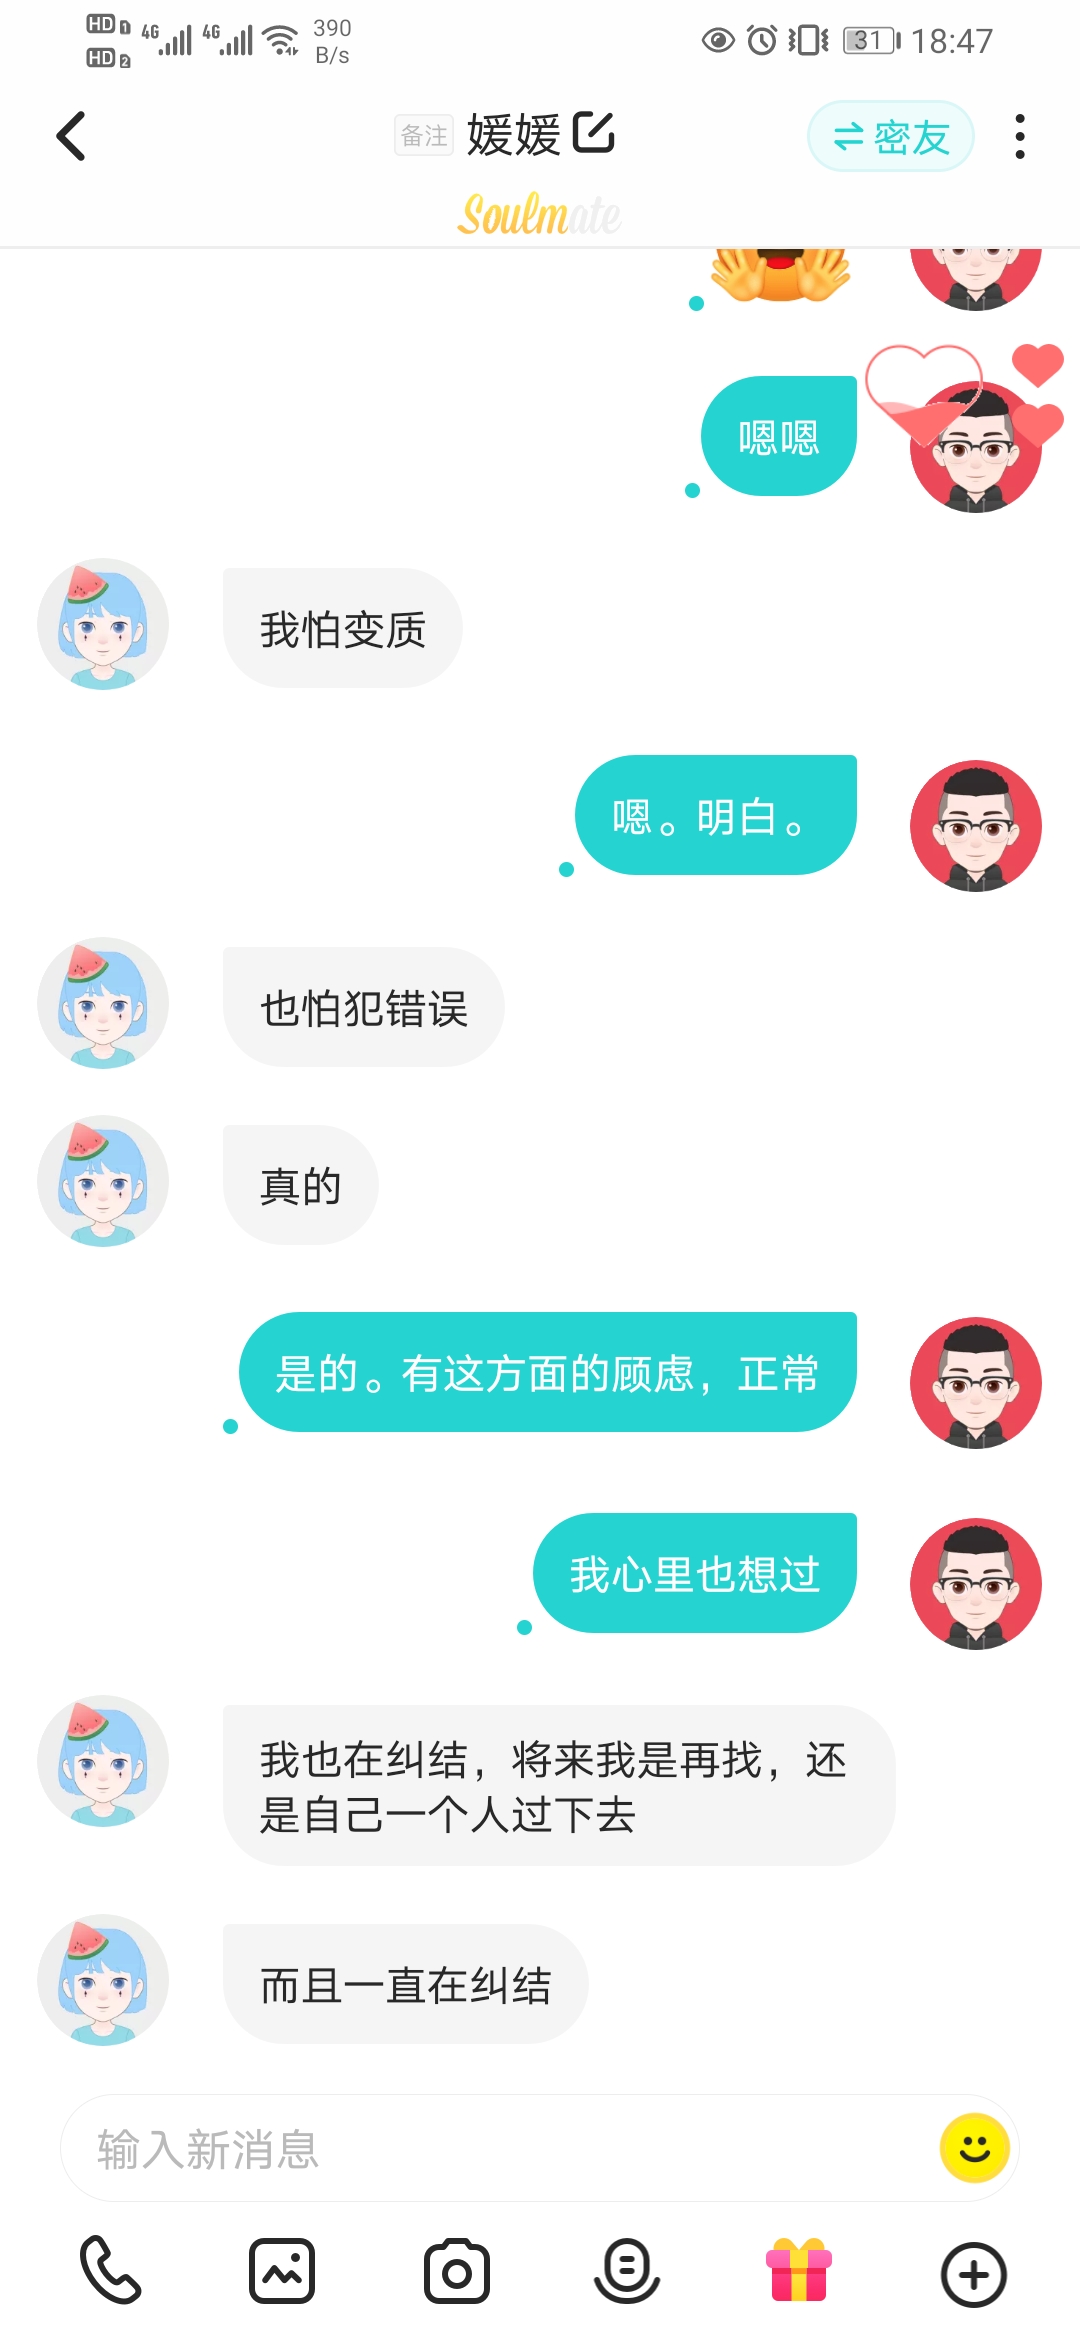 HD 1 4G 4G 390
HD 2 B/s
31 18:47
备注 媛媛 密友
Soulmate
嗯嗯
我怕变质
嗯。明白。
也怕犯错误
真的
是的。有这方面的顾虑，正常
我心里也想过
我也在纠结，将来我是再找，还
是自己一个人过下去
而且一直在纠结
输入新消息